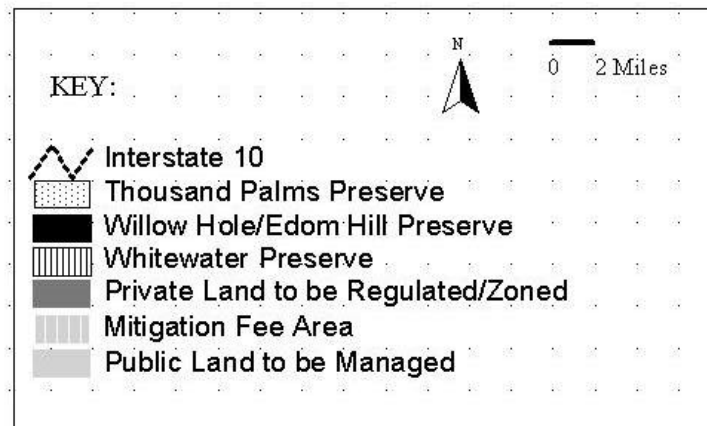 N
0 2 Miles
KEY:
Interstate 10
Thousand Palms Preserve
Willow Hole/Edom Hill Preserve
Whitewater Preserve
Private Land to be Regulated/Zoned
Mitigation Fee Area
Public Land to be Managed